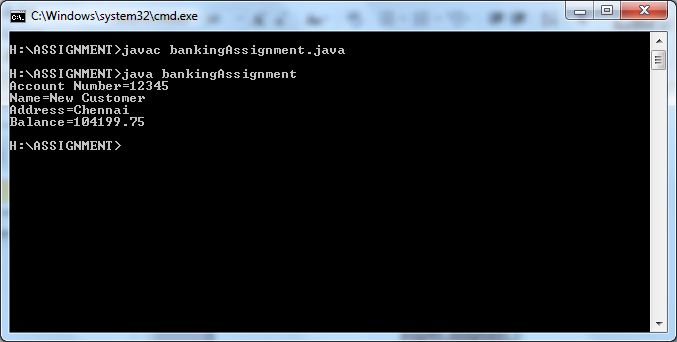 C:\Windows\system32\cmd.exe
H:\ASSIGNMENT>javac bankingAssignment.java
H:\ASSIGNMENT>java bankingAssignment
Account Number=12345
Name=New Customer
Address=Chennai
Balance=104199.75
H:\ASSIGNMENT>